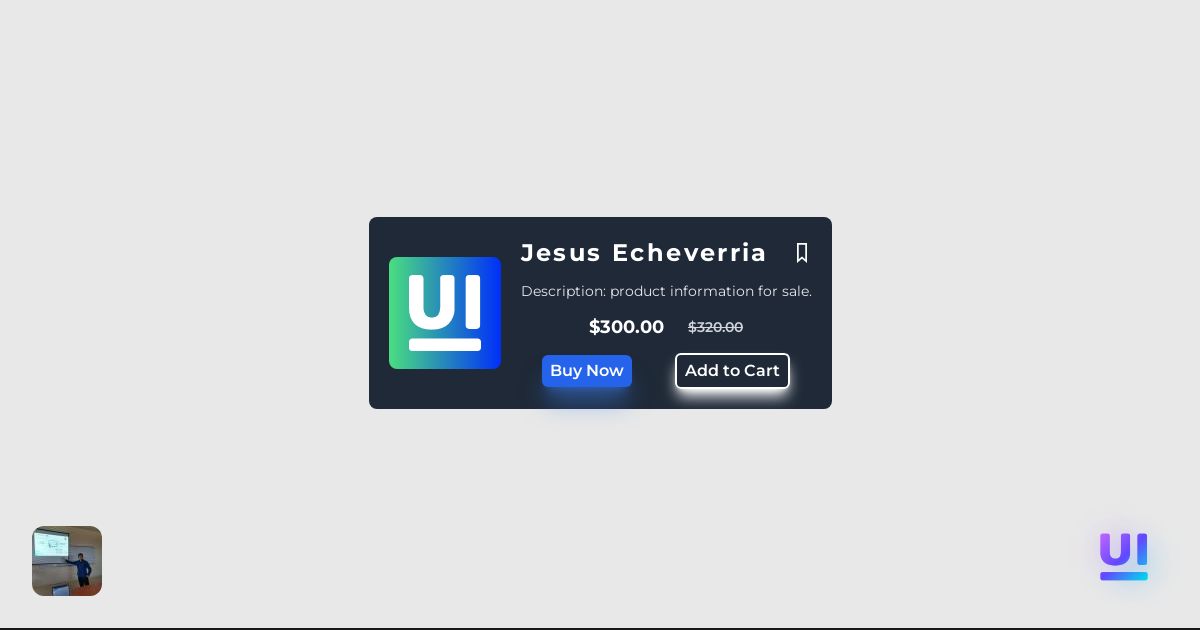 Jesus Echeverria
UI
Description: product information for sale.
$300.00 $320.00
Buy Now Add to Cart
UI